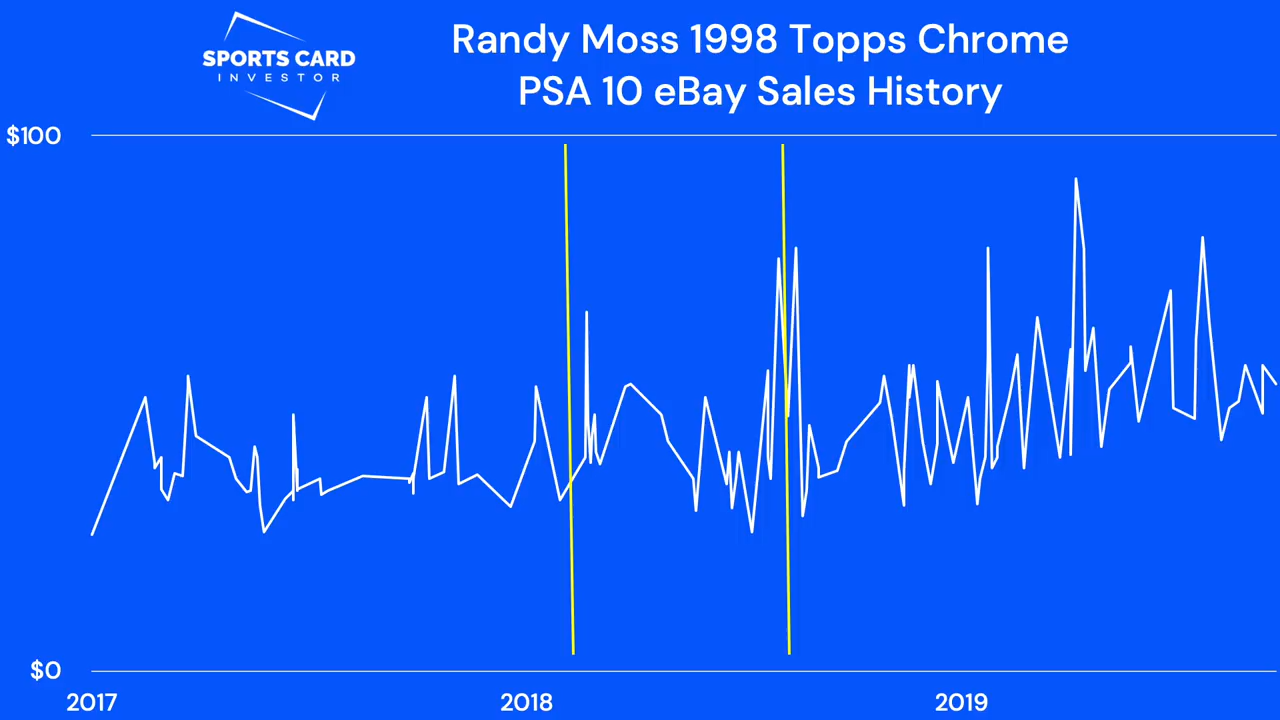 SPORTS CARD
INVESTOR
Randy Moss 1998 Topps Chrome
PSA 10 eBay Sales History
$100
$0
2017
2018
2019